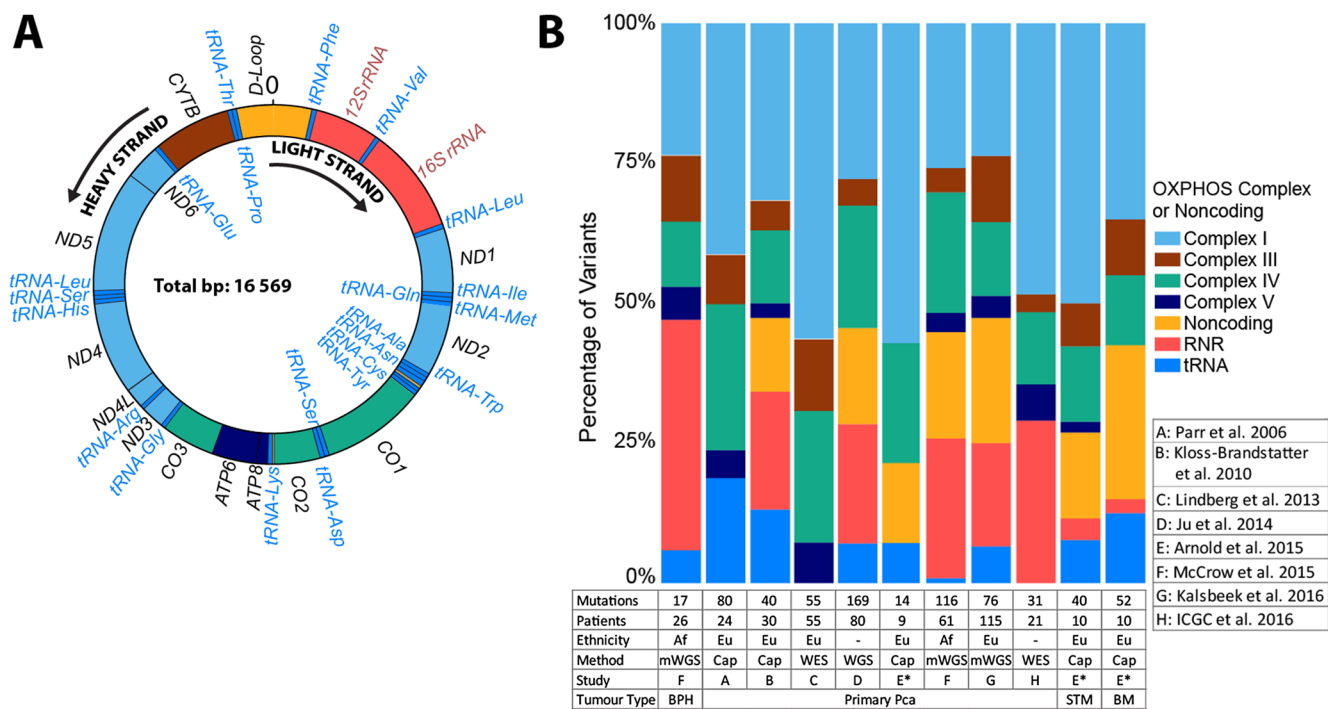 A
D-Loop
0
tRNA-Phe
12S rRNA
tRNA-Val
16S rRNA
tRNA-Leu
ND1
tRNA-Ile
tRNA-Gln
tRNA-Met
ND2
tRNA-Ala
tRNA-Asn
tRNA-Cys
tRNA-Tyr
tRNA-Trp
CO1
tRNA-Ser
tRNA-Asp
CO2
tRNA-Lys
ATP8
ATP6
CO3
tRNA-Gly
ND3
tRNA-Arg
ND4L
ND4
tRNA-His
tRNA-Ser
tRNA-Leu
ND5
ND6
tRNA-Glu
CYTB
tRNA-Thr
tRNA-Pro
HEAVY STRAND
LIGHT STRAND
Total bp: 16 569
B
Percentage of Variants
100%
75%
50%
25%
0%
OXPHOS Complex
or Noncoding
Complex I
Complex III
Complex IV
Complex V
Noncoding
RNR
tRNA
Mutations 17 80 40 55 169 14 116 76 31 40 52
Patients 26 24 30 55 80 9 61 115 21 10 10
Ethnicity Af Eu Eu Eu - Eu Af Eu - Eu Eu
Method mWGS Cap Cap WES WGS Cap mWGS mWGS WES Cap Cap
Study F A B C D E* F G H E* E*
Tumour Type BPH Primary Pca STM BM
A: Parr et al. 2006
B: Kloss-Brandstatter
et al. 2010
C: Lindberg et al. 2013
D: Ju et al. 2014
E: Arnold et al. 2015
F: McCrow et al. 2015
G: Kalsbeek et al. 2016
H: ICGC et al. 2016